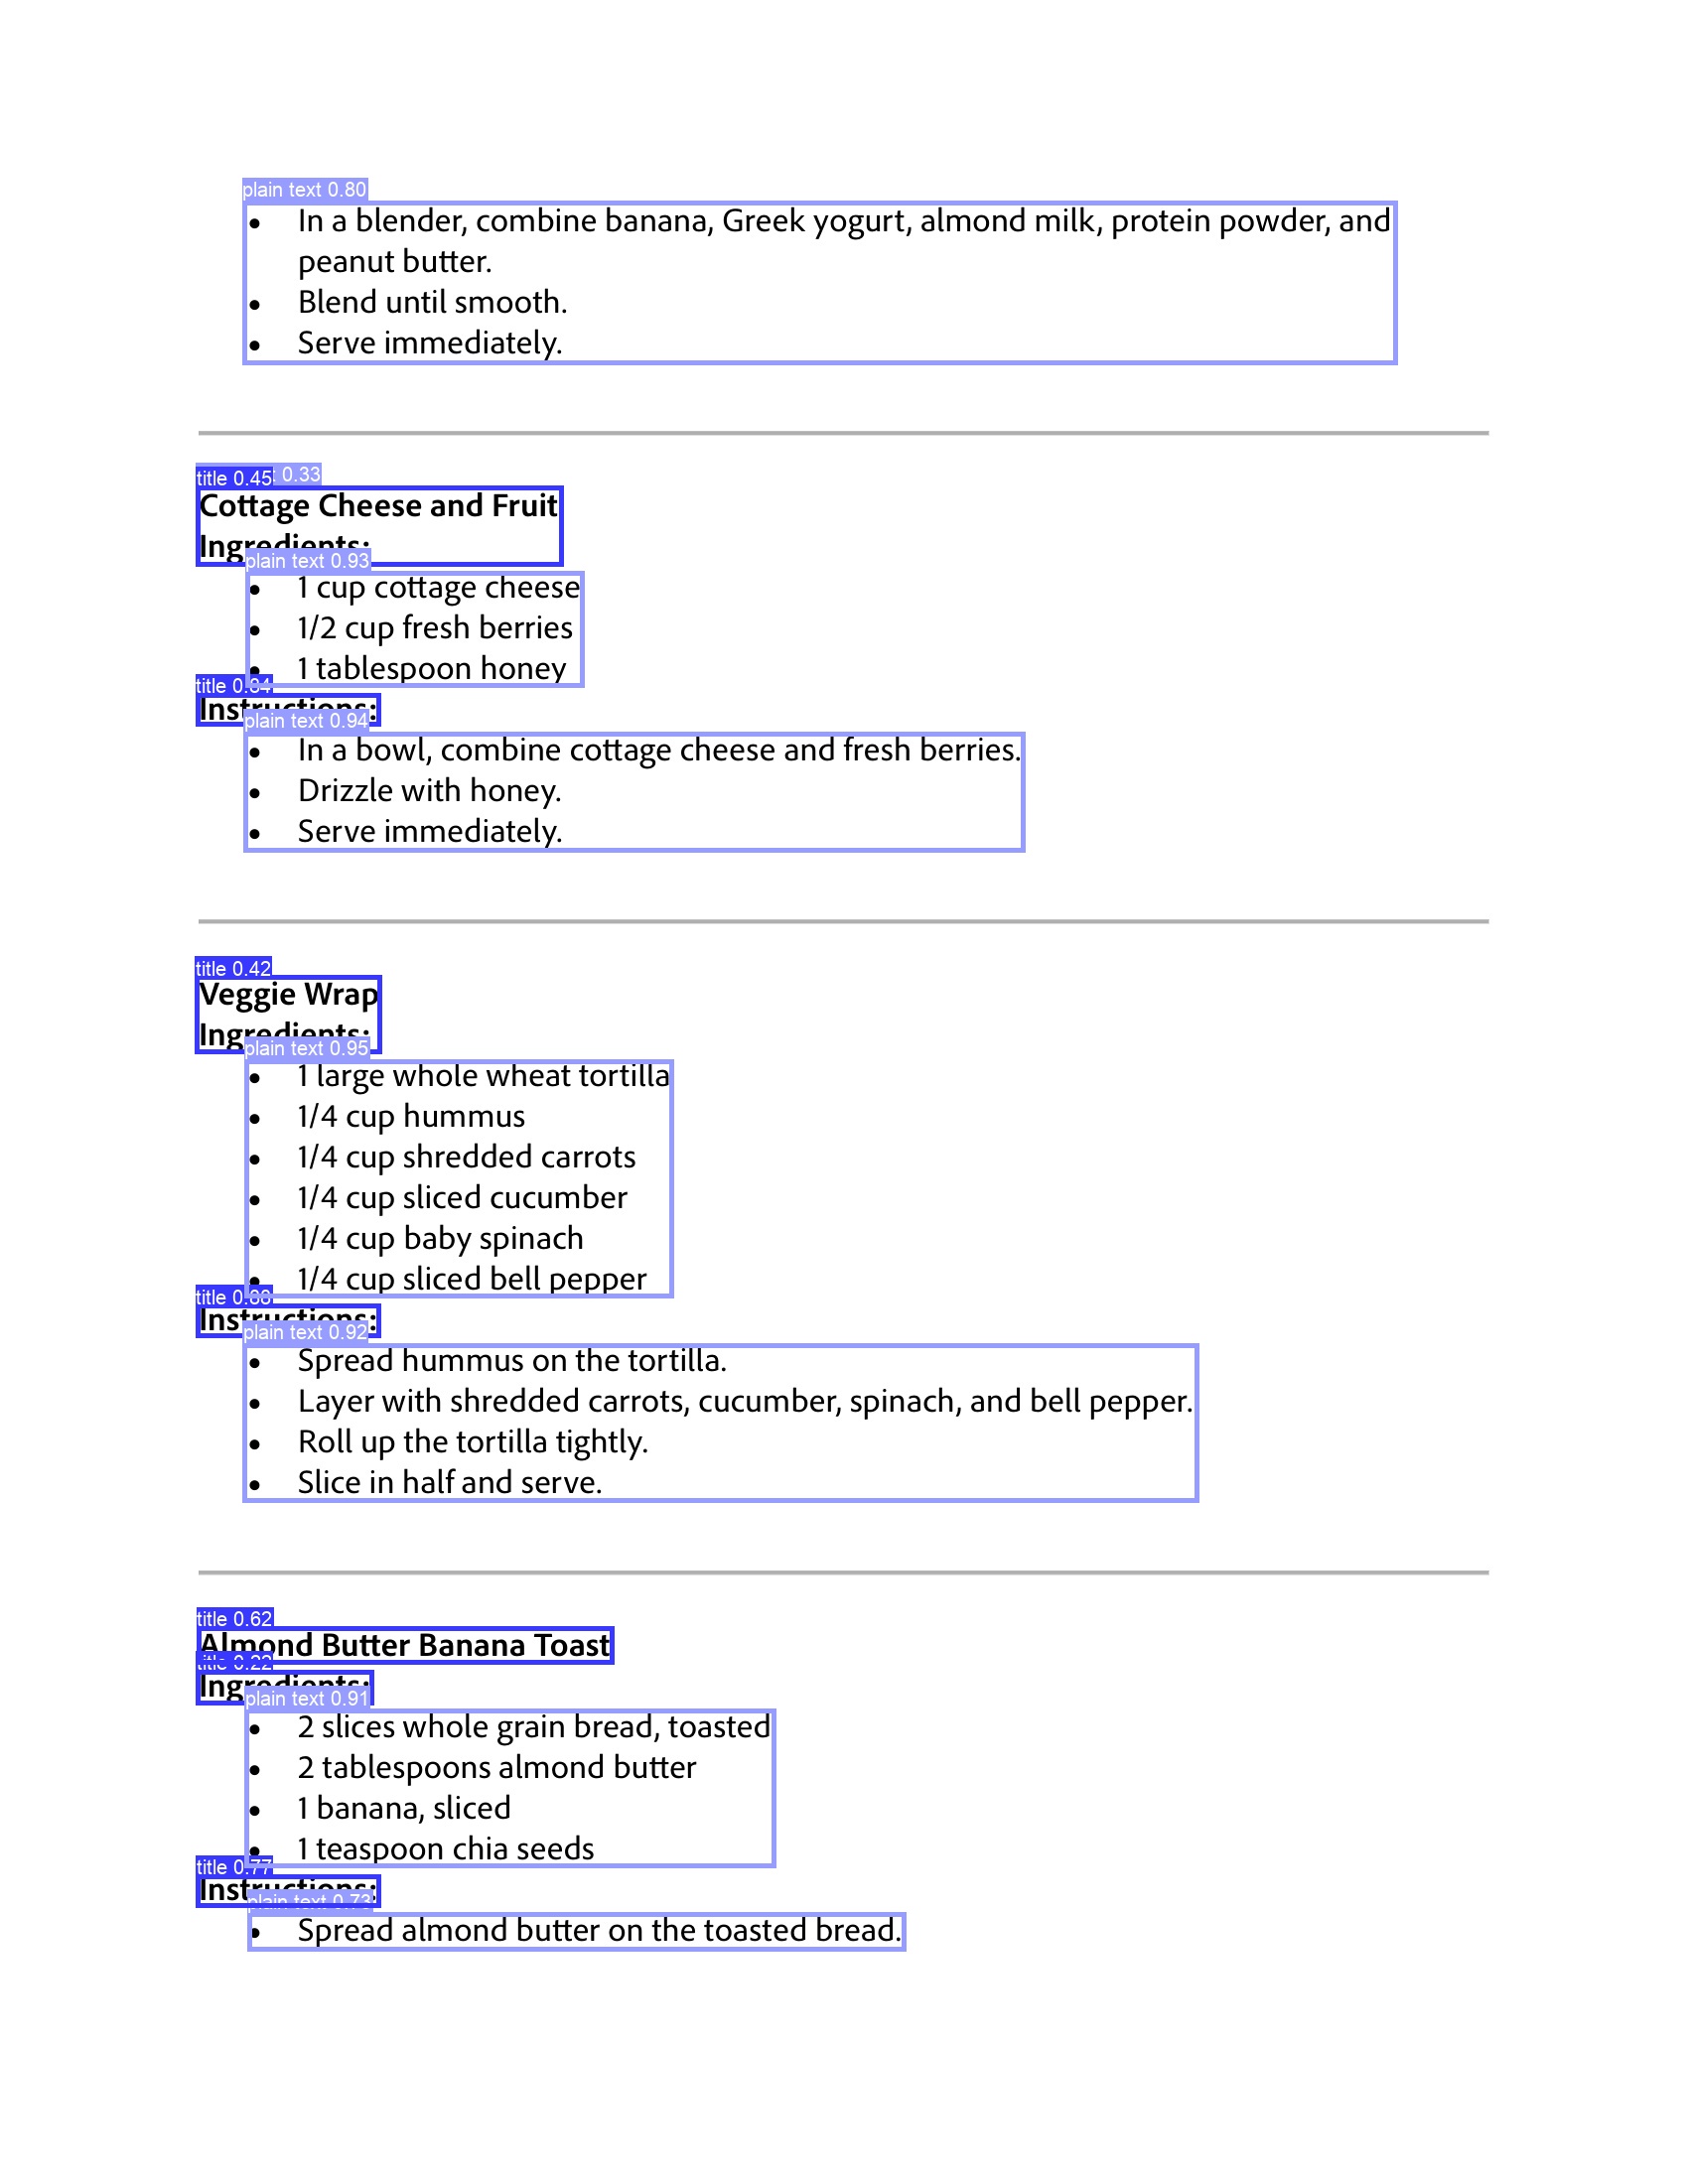 plain text 0.80
• In a blender, combine banana, Greek yogurt, almond milk, protein powder, and
peanut butter.
• Blend until smooth.
• Serve immediately.
title 0.45 0.33
Cottage Cheese and Fruit
Ingredients:
plain text 0.93
• 1 cup cottage cheese
• 1/2 cup fresh berries
• 1 tablespoon honey
title 0.84
Instructions:
plain text 0.94
• In a bowl, combine cottage cheese and fresh berries.
• Drizzle with honey.
• Serve immediately.
title 0.42
Veggie Wrap
Ingredients:
plain text 0.95
• 1 large whole wheat tortilla
• 1/4 cup hummus
• 1/4 cup shredded carrots
• 1/4 cup sliced cucumber
• 1/4 cup baby spinach
• 1/4 cup sliced bell pepper
title
Instructions:
plain text 0.92
• Spread hummus on the tortilla.
• Layer with shredded carrots, cucumber, spinach, and bell pepper.
• Roll up the tortilla tightly.
• Slice in half and serve.
title 0.62
Almond Butter Banana Toast
title 0.22
Ingredients:
plain text 0.91
• 2 slices whole grain bread, toasted
• 2 tablespoons almond butter
• 1 banana, sliced
• 1 teaspoon chia seeds
title 0.77
Instructions:
plain text 0.73
• Spread almond butter on the toasted bread.